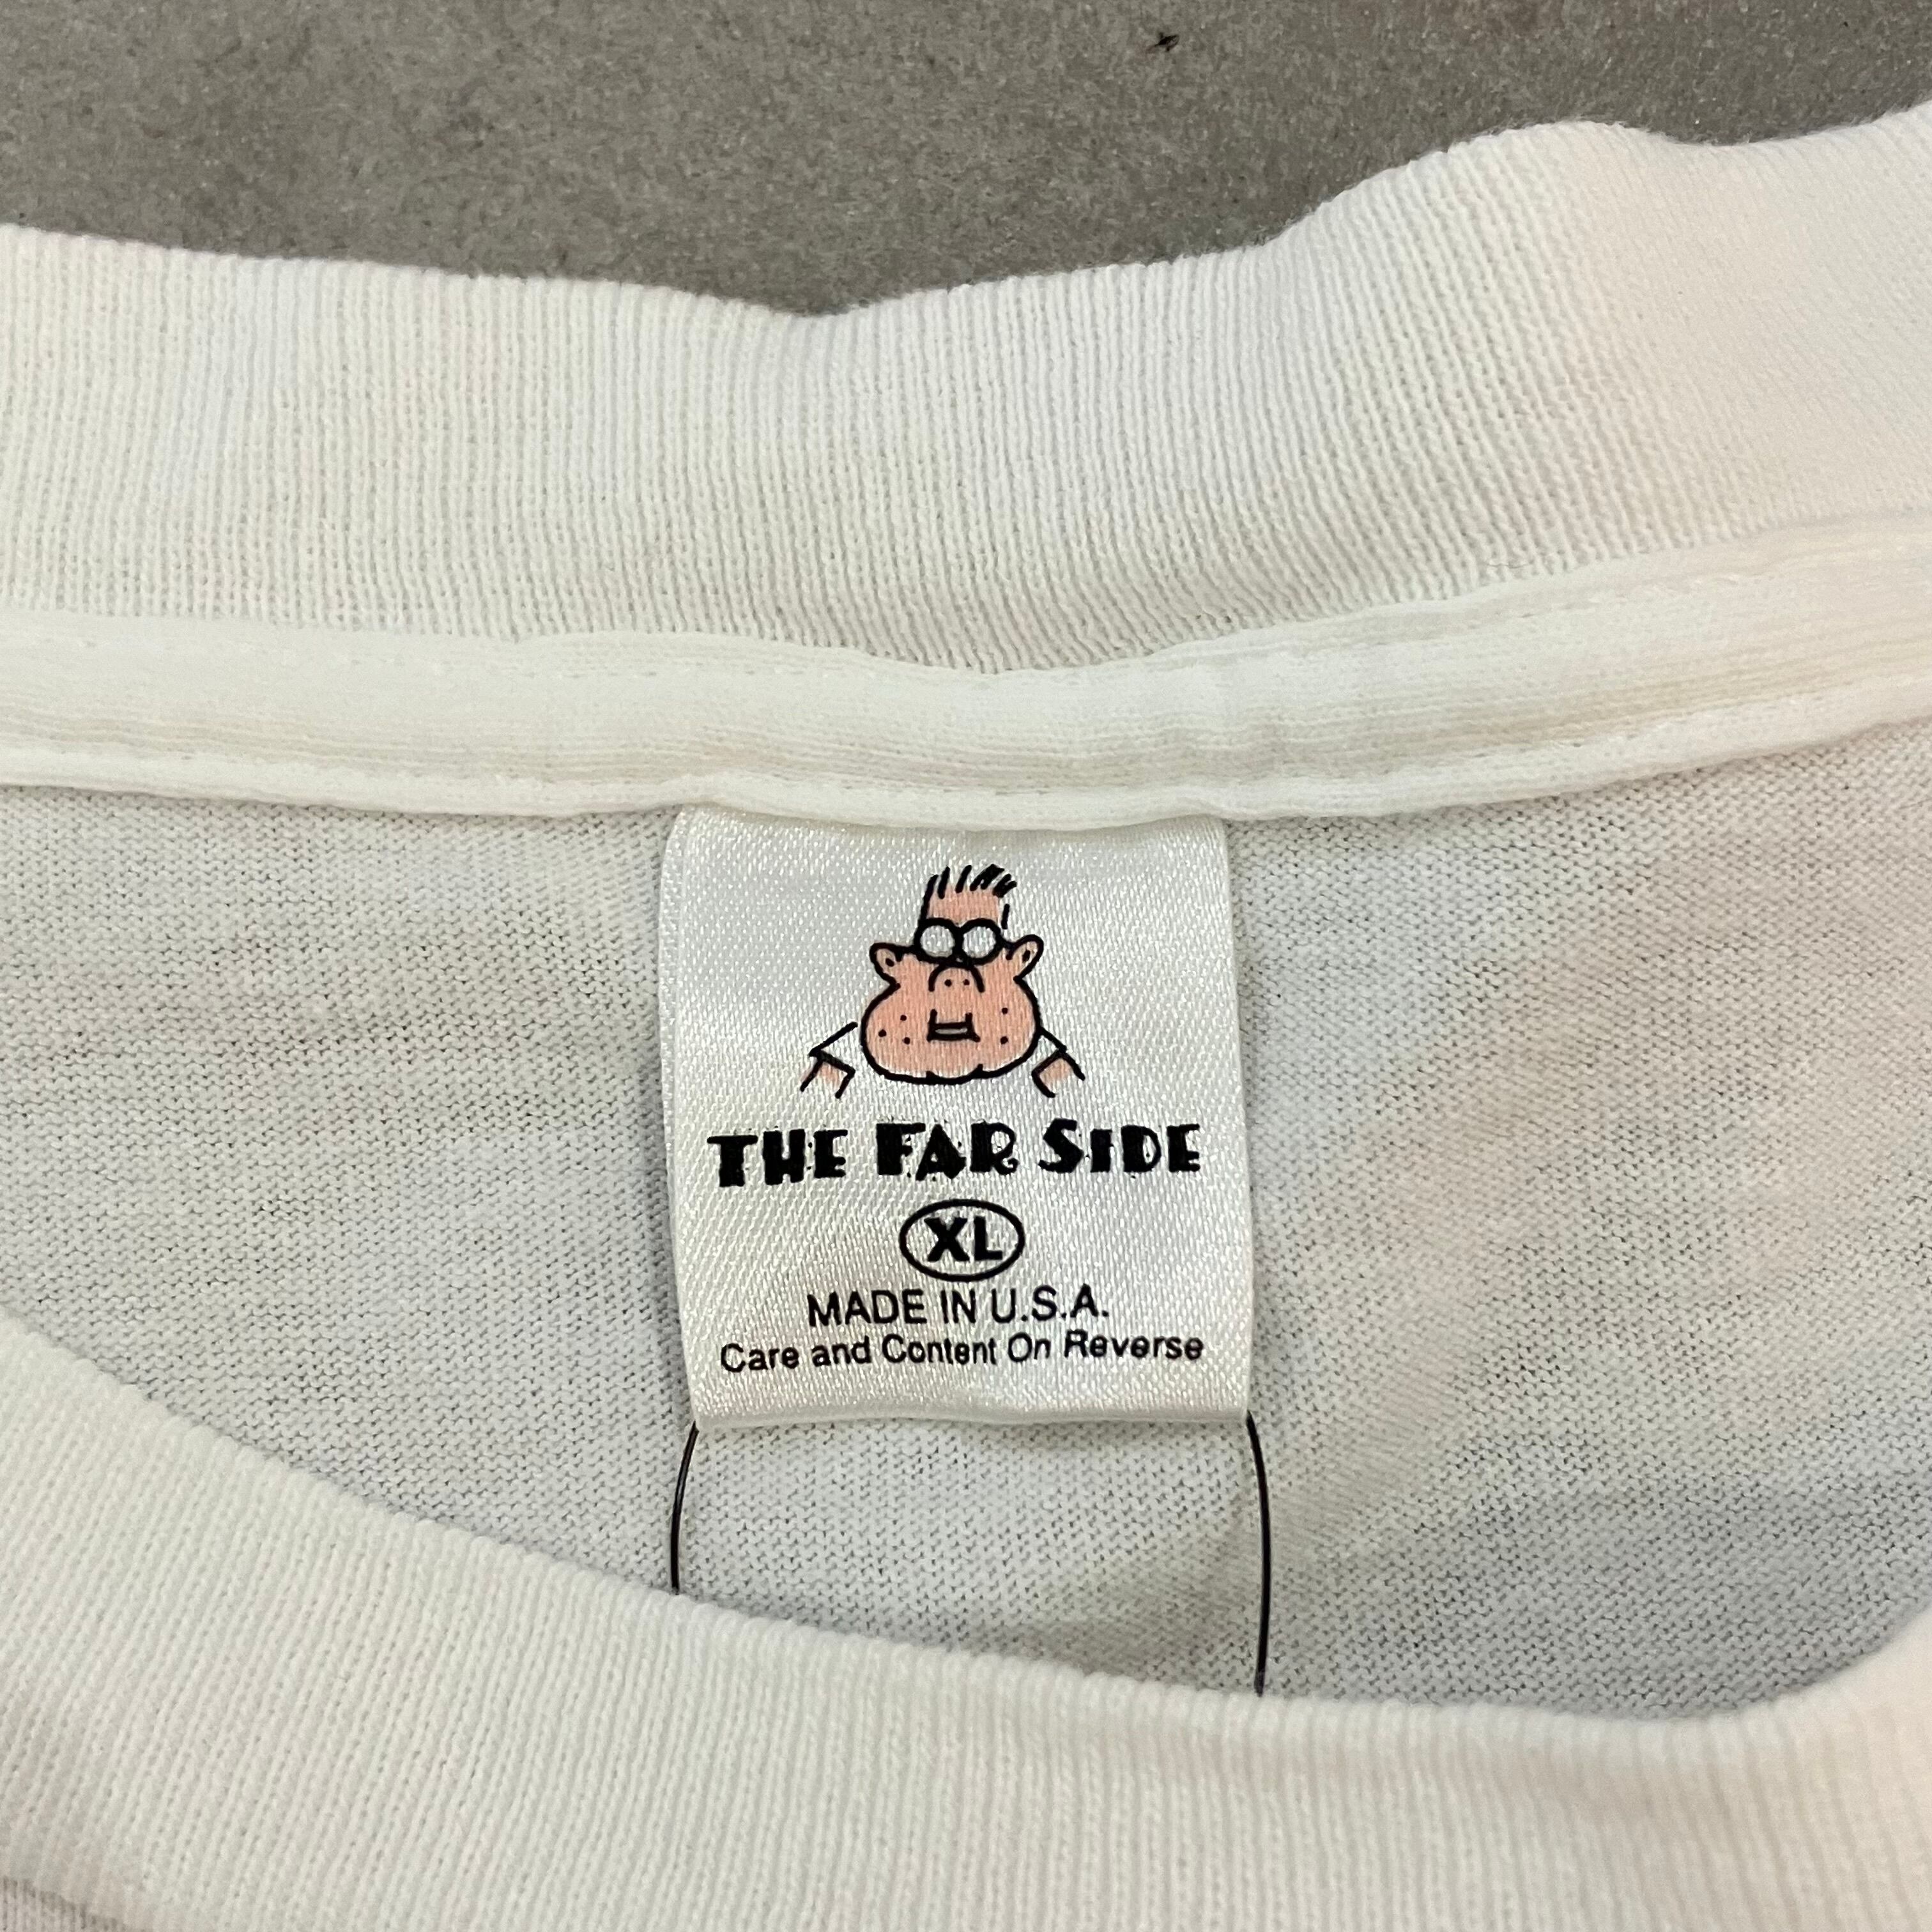 THE FAR SIDE
XL
MADE IN U.S.A.
Care and Content On Reverse